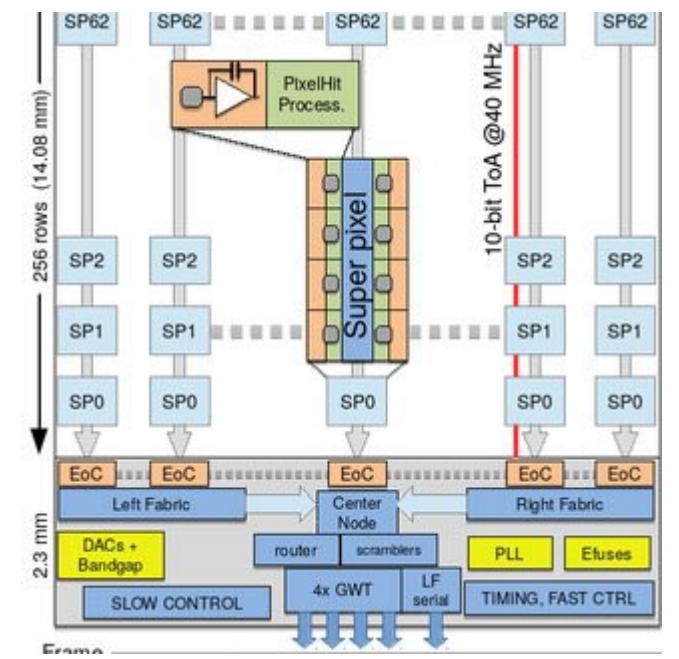 SP62 SP62 SP62 SP62 SP62
256 rows (14.08 mm)
PixelHit
Process.
10-bit ToA @40 MHz
Super pixel
SP2 SP2 SP2 SP2
SP1 SP1 SP1 SP1
SP0 SP0 SP0 SP0 SP0
EoC EoC EoC EoC EoC
Left Fabric
Center
Node
Right Fabric
2.3 mm
DACs +
Bandgap
router
scramblers
PLL
Efuses
4x GWT
LF
serial
SLOW CONTROL
TIMING, FAST CTRL
Frame